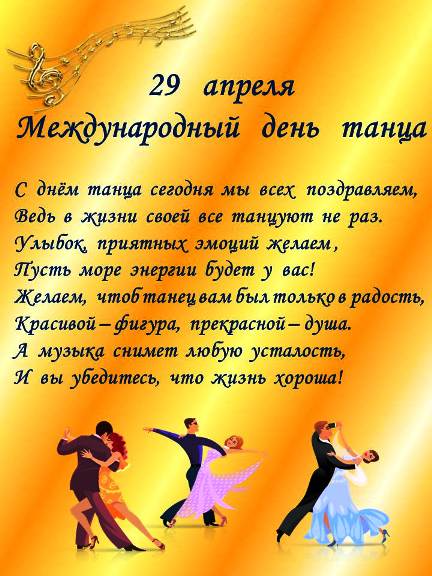 29 апреля
Международный день танца
С днём танца сегодня мы всех поздравляем,
Ведь в жизни своей все танцуют не раз.
Улыбок, приятных эмоций желаем,
Пусть море энергии будет у вас!
Желаем, чтоб танец вам был только в радость,
Красивой – фигура, прекрасной – душа.
А музыка снимет любую усталость,
И вы убедитесь, что жизнь хороша!